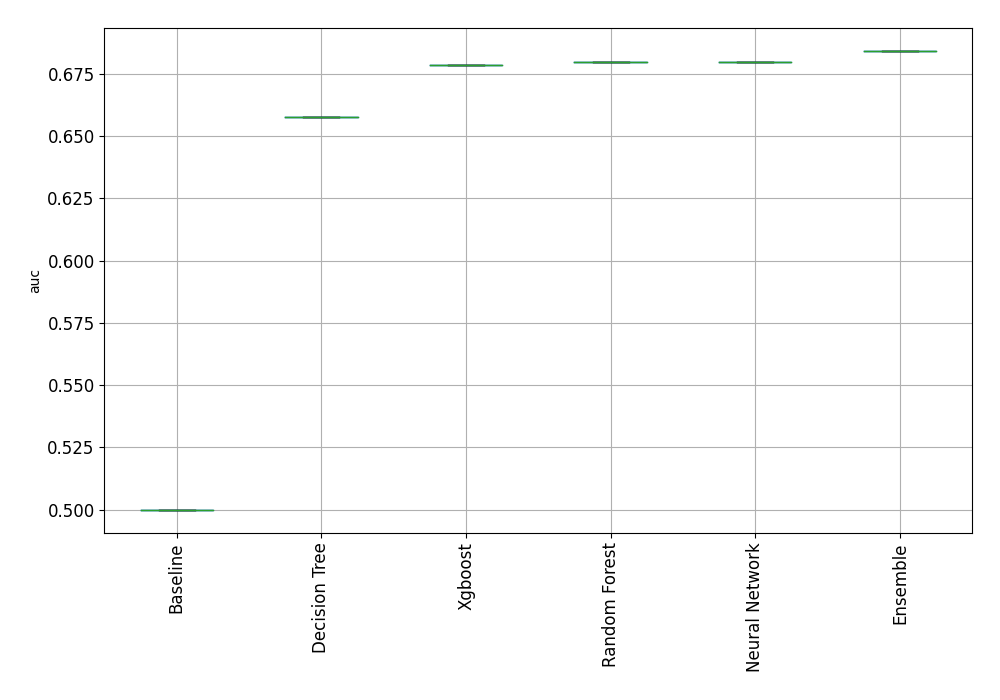 0.675
0.650
0.625
0.600
0.575
0.550
0.525
0.500
auc
Baseline
Decision Tree
Xgboost
Random Forest
Neural Network
Ensemble